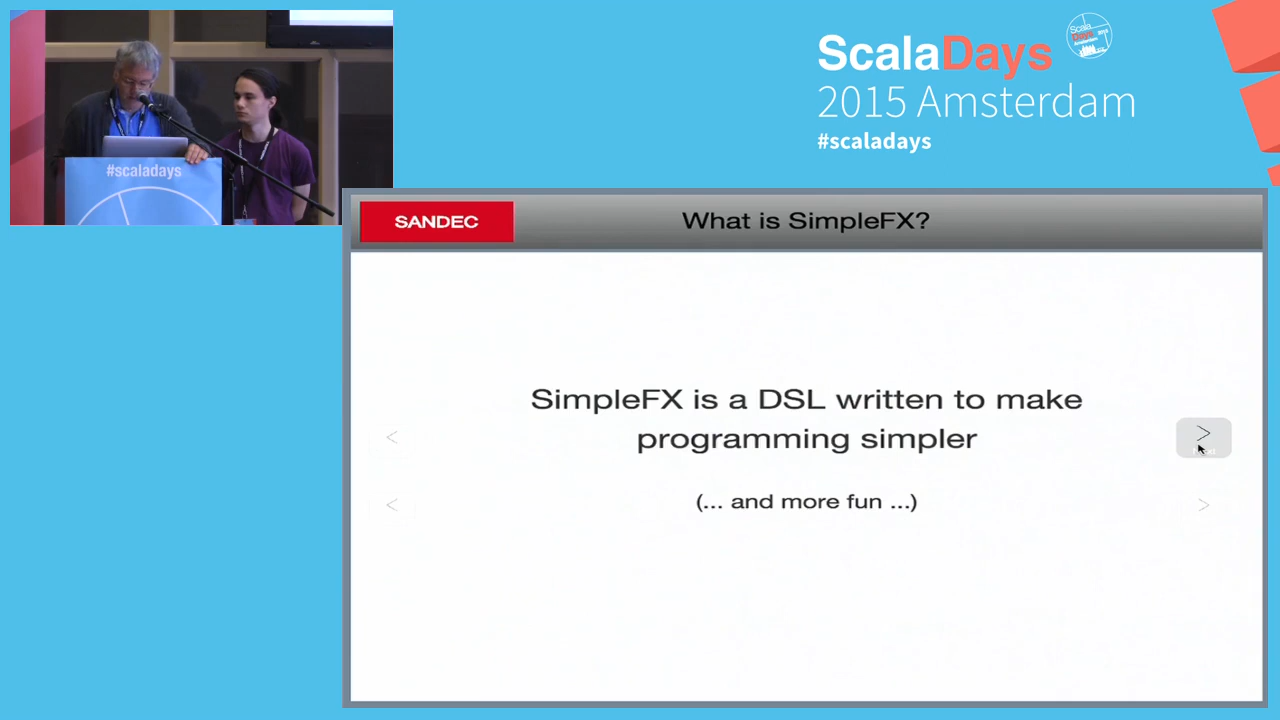 ScalaDays
2015 Amsterdam
#scaladays
#scaladays
SANDEC
What is SimpleFX?
SimpleFX is a DSL written to make
programming simpler
(... and more fun ...)
<
>
<
>